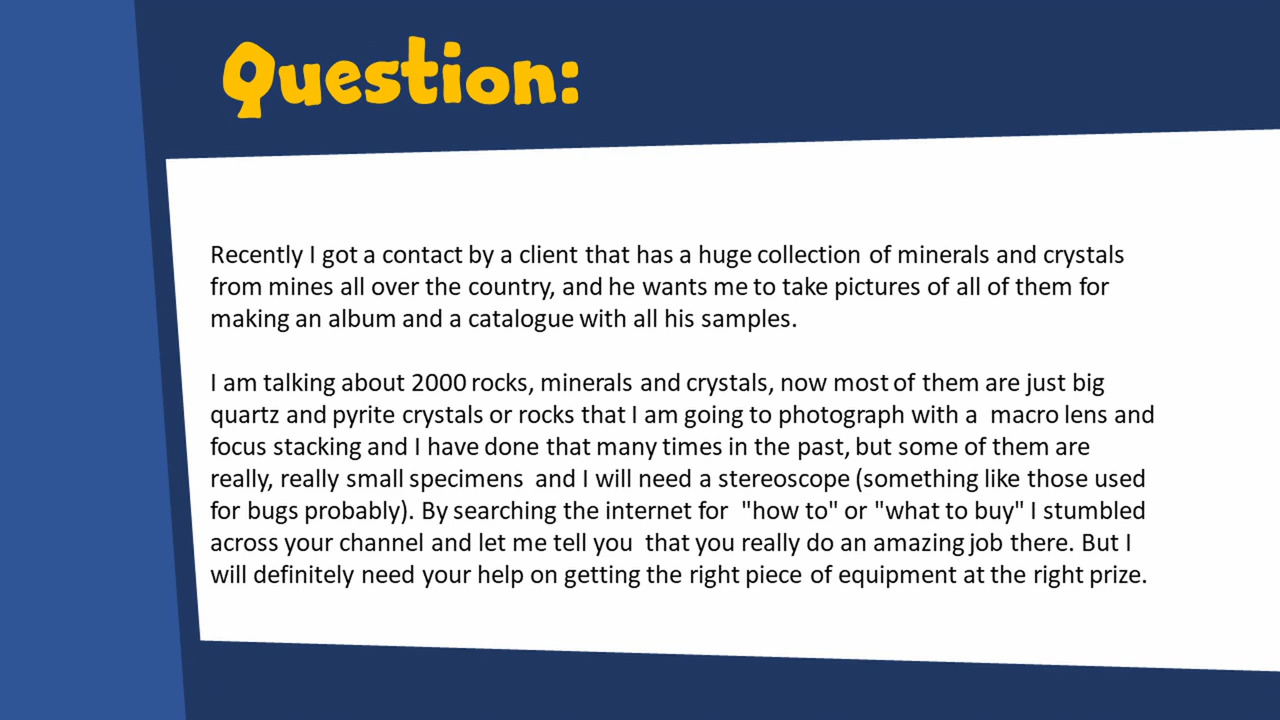 Question:
Recently I got a contact by a client that has a huge collection of minerals and crystals
from mines all over the country, and he wants me to take pictures of all of them for
making an album and a catalogue with all his samples.
I am talking about 2000 rocks, minerals and crystals, now most of them are just big
quartz and pyrite crystals or rocks that I am going to photograph with a  macro lens and
focus stacking and I have done that many times in the past, but some of them are
really, really small specimens  and I will need a stereoscope (something like those used
for bugs probably). By searching the internet for  "how to" or "what to buy" I stumbled
across your channel and let me tell you  that you really do an amazing job there. But I
will definitely need your help on getting the right piece of equipment at the right prize.